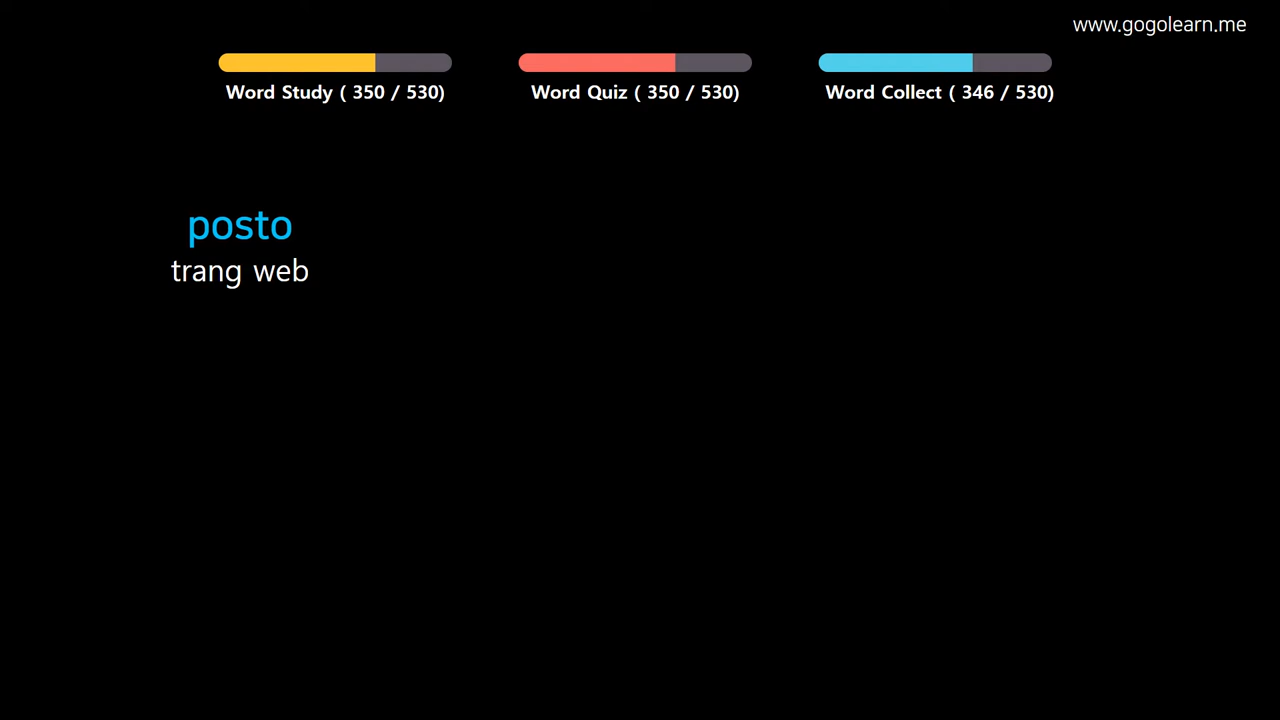 www.gogolearn.me
Word Study ( 350 / 530)
Word Quiz ( 350 / 530)
Word Collect ( 346 / 530)
posto
trang web